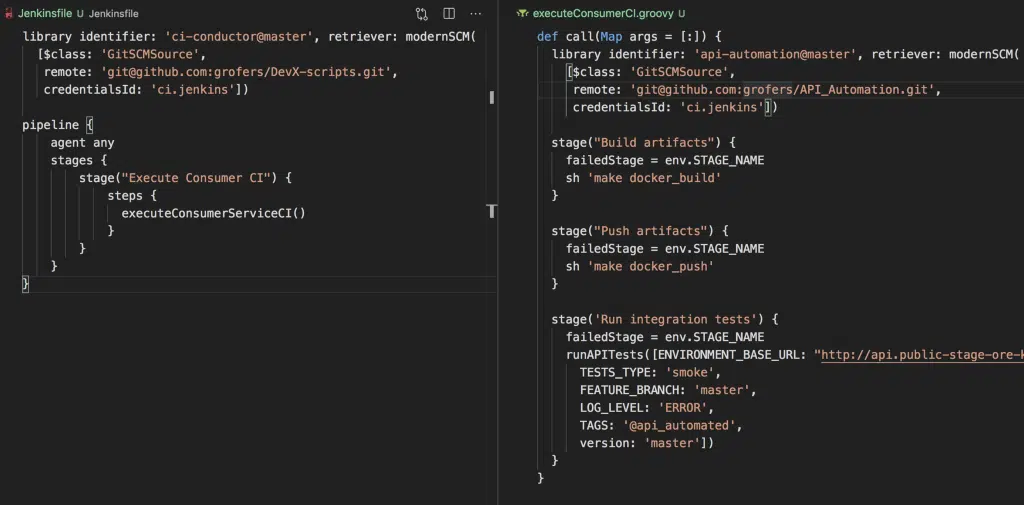 Jenkinsfile U Jenkinsfile
library identifier: 'ci-conductor@master', retriever: modernSCM(
[$class: 'GitSCMSource',
remote: 'git@github.com:grofers/DevX-scripts.git',
credentialsId: 'ci.jenkins'])
pipeline {
agent any
stages {
stage("Execute Consumer CI") {
steps {
executeConsumerServiceCI()
}
}
}
}
executeConsumerCI.groovy U
def call(Map args = [:]) {
library identifier: 'api-automation@master', retriever: modernSCM(
[$class: 'GitSCMSource',
remote: 'git@github.com:grofers/API_Automation.git',
credentialsId: 'ci.jenkins'])
stage("Build artifacts") {
failedStage = env.STAGE_NAME
sh 'make docker_build'
}
stage("Push artifacts") {
failedStage = env.STAGE_NAME
sh 'make docker_push'
}
stage('Run integration tests') {
failedStage = env.STAGE_NAME
runAPITests([ENVIRONMENT_BASE_URL: "http://api.public-stage-ore-k
TESTS_TYPE: 'smoke',
FEATURE_BRANCH: 'master',
LOG_LEVEL: 'ERROR',
TAGS: '@api_automated',
version: 'master'])
}
}